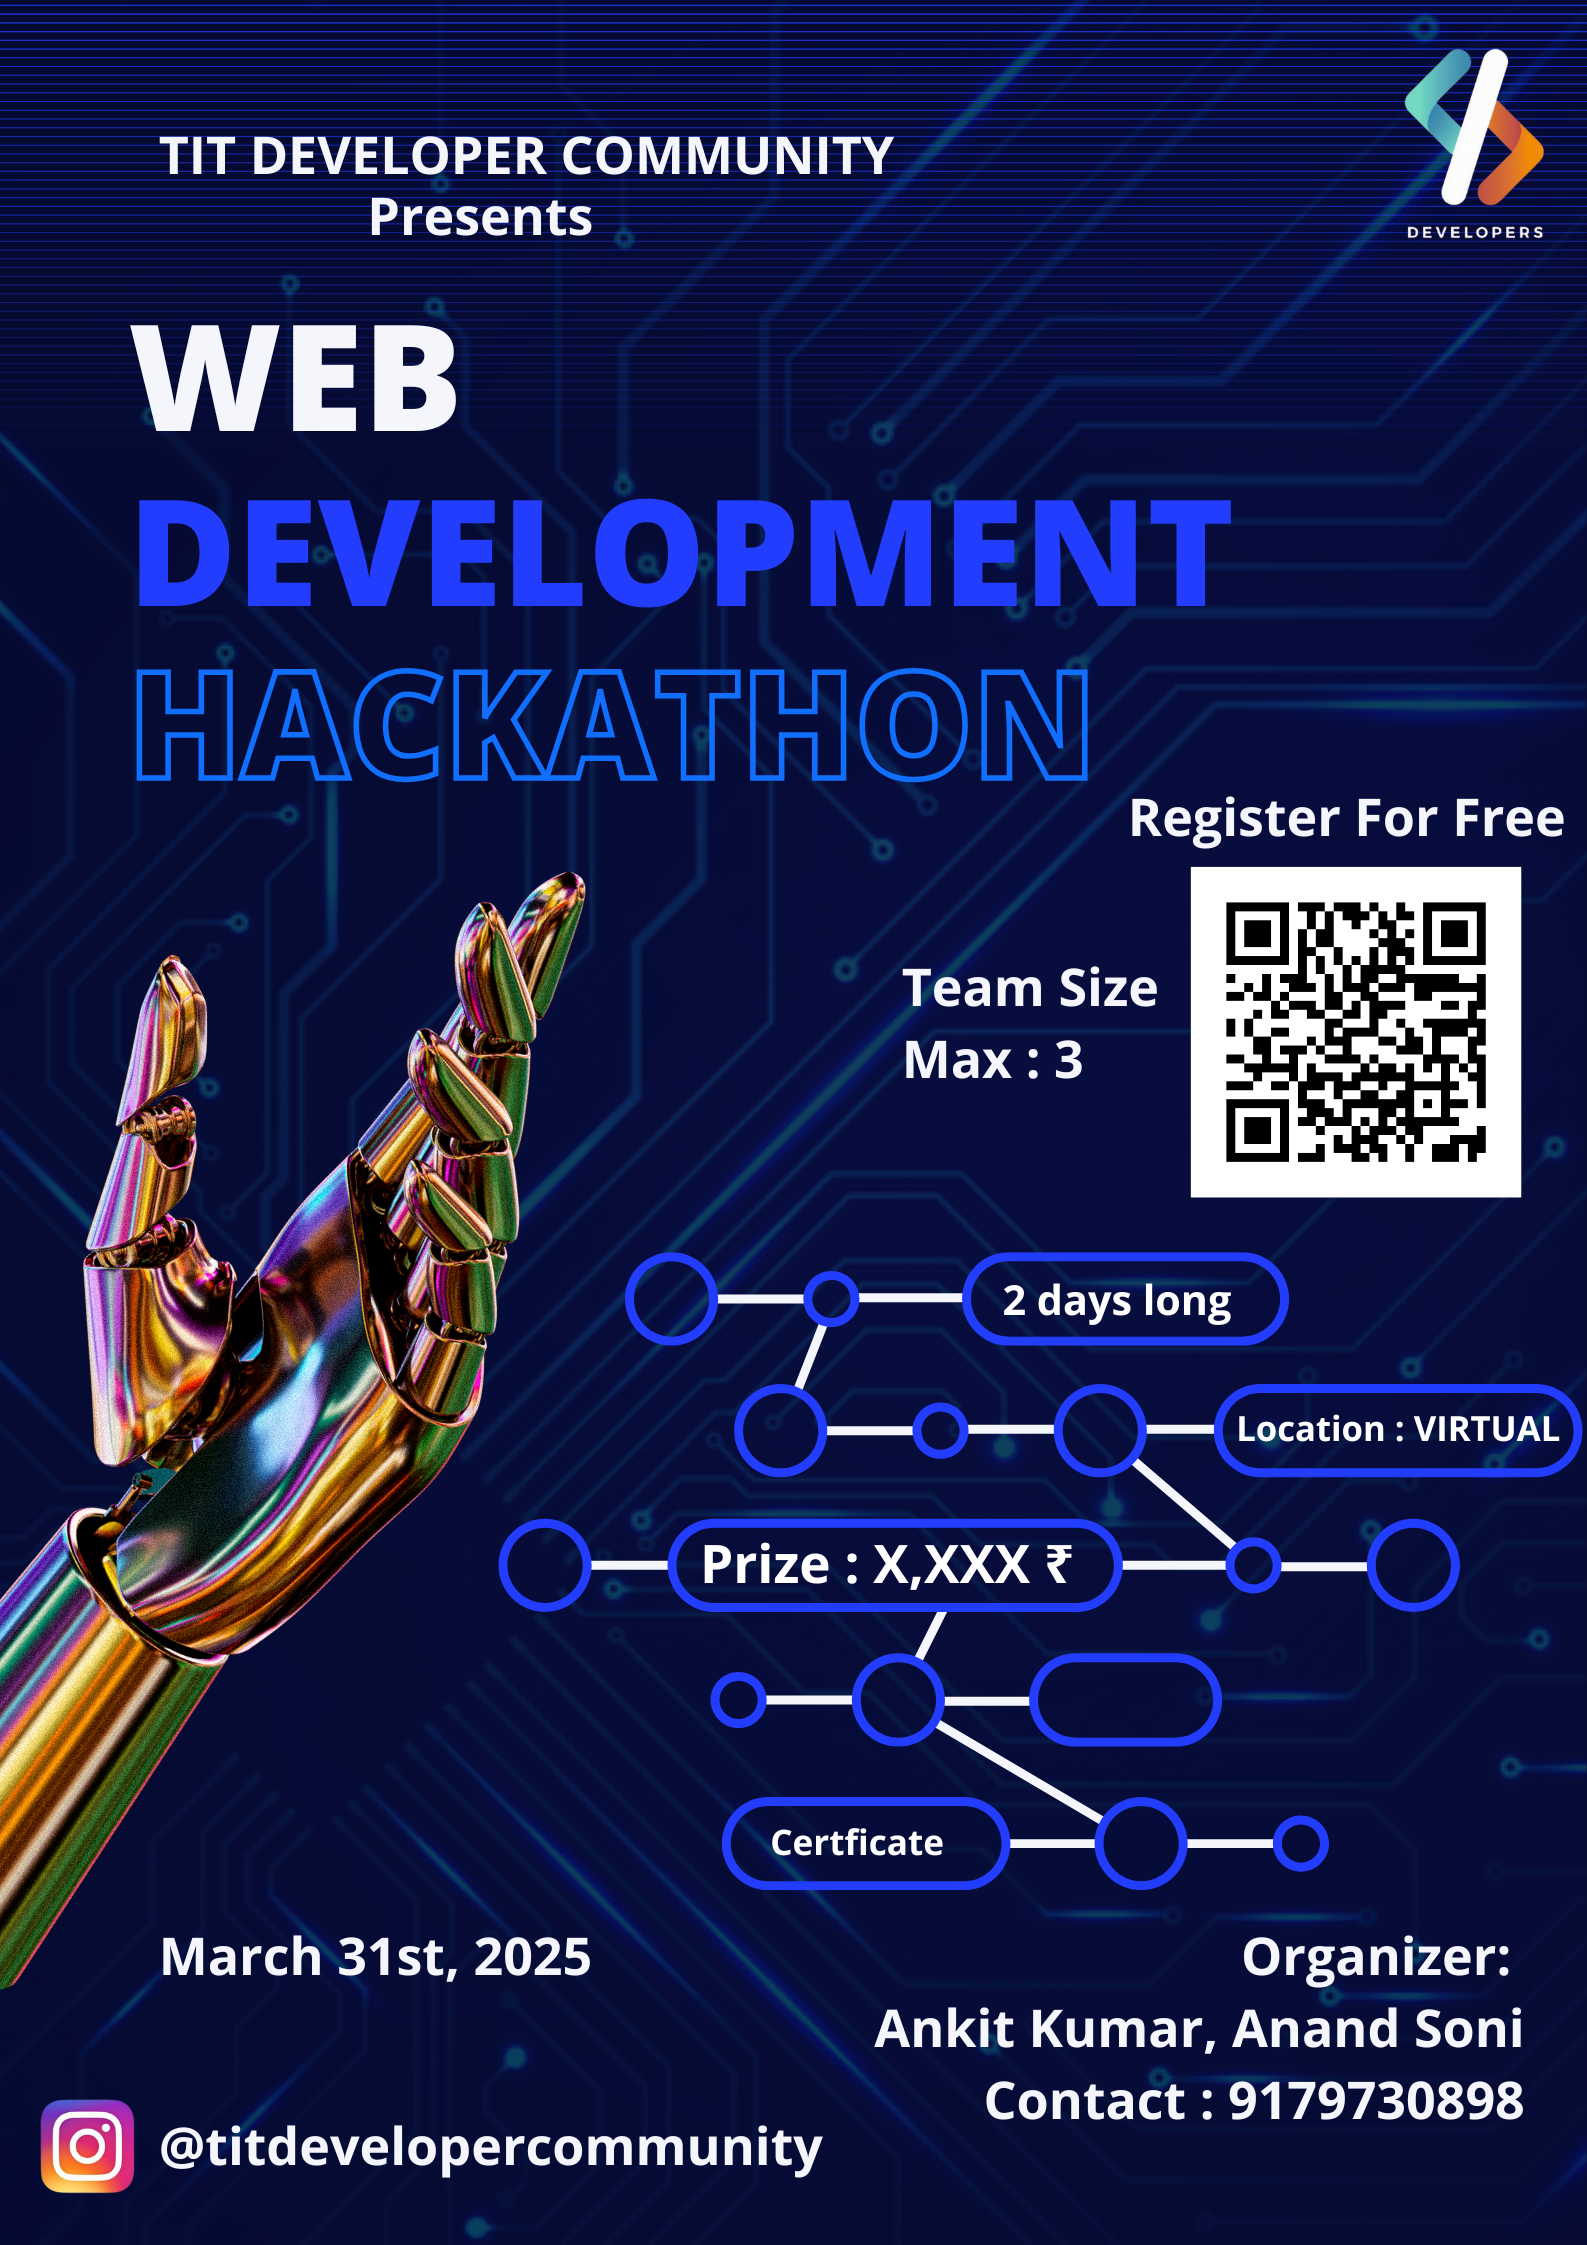 TIT DEVELOPER COMMUNITY
Presents
DEVELOPERS
WEB
DEVELOPMENT
HACKATHON
Register For Free
Team Size
Max : 3
2 days long
Location : VIRTUAL
Prize : X,XXX ₹
Certficate
March 31st, 2025
Organizer:
Ankit Kumar, Anand Soni
Contact : 9179730898
@titdevelopercommunity